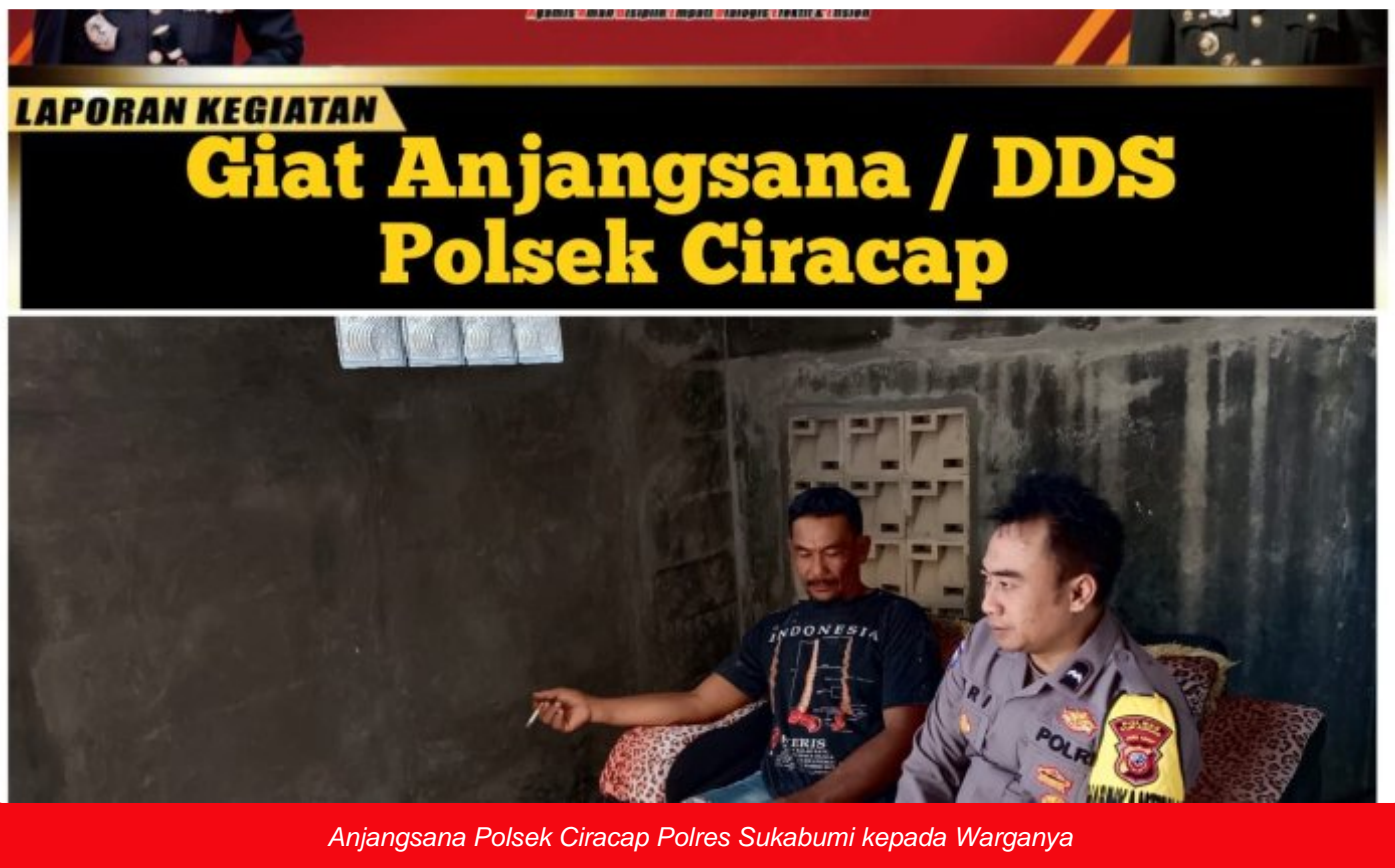 LAPORAN KEGIATAN
Giat Anjangsana / DDS
Polsek Ciracap
INDONESIA
POLRI
Anjangsana Polsek Ciracap Polres Sukabumi kepada Warganya